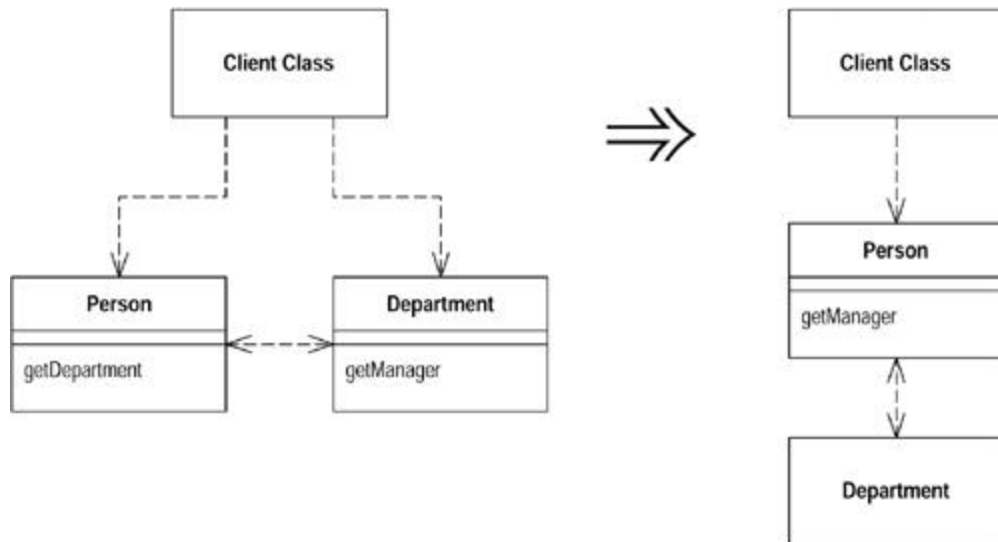 Client Class
Person
getDepartment
Department
getManager
Client Class
Person
getManager
Department